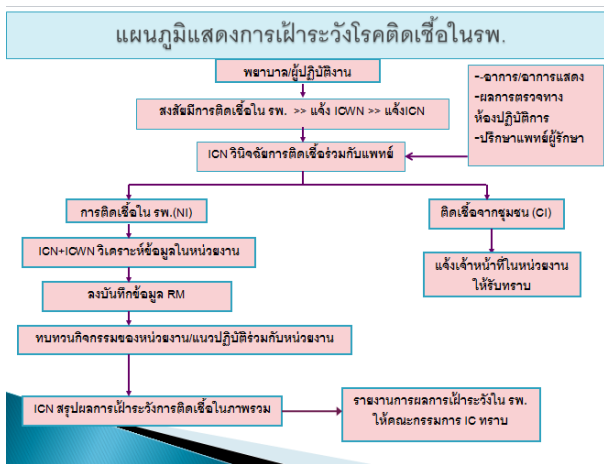 แผนภูมิแสดงการเฝ้าระวังโรคติดเชื้อในรพ.
พยาบาล/ผู้ปฏิบัติงาน
สงสัยมีการติดเชื้อใน รพ. >> แจ้ง ICWN >> แจ้งICN
-อาการ/อาการแสดง
-ผลการตรวจทาง
ห้องปฏิบัติการ
-ปรึกษาแพทย์ผู้รักษา
ICN วินิจฉัยการติดเชื้อร่วมกับแพทย์
การติดเชื้อใน รพ.(NI)
ติดเชื้อจากชุมชน (CI)
ICN+ICWN วิเคราะห์ข้อมูลในหน่วยงาน
แจ้งเจ้าหน้าที่ในหน่วยงาน
ให้รับทราบ
ลงบันทึกข้อมูล RM
ทบทวนกิจกรรมของหน่วยงาน/แนวปฏิบัติร่วมกับหน่วยงาน
ICN สรุปผลการเฝ้าระวังการติดเชื้อในภาพรวม
รายงานการผลการเฝ้าระวังใน รพ.
ให้คณะกรรมการ IC ทราบ